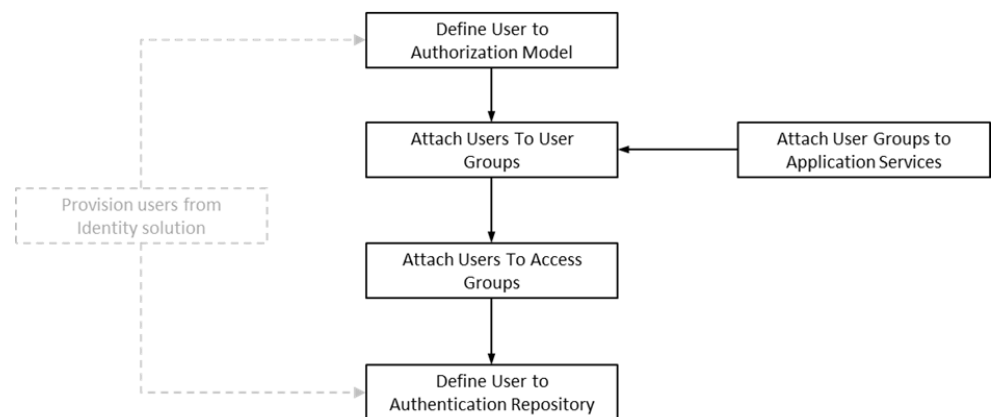 Define User to
Authorization Model
Attach Users To User
Groups
Attach User Groups to
Application Services
Provision users from
Identity solution
Attach Users To Access
Groups
Define User to
Authentication Repository